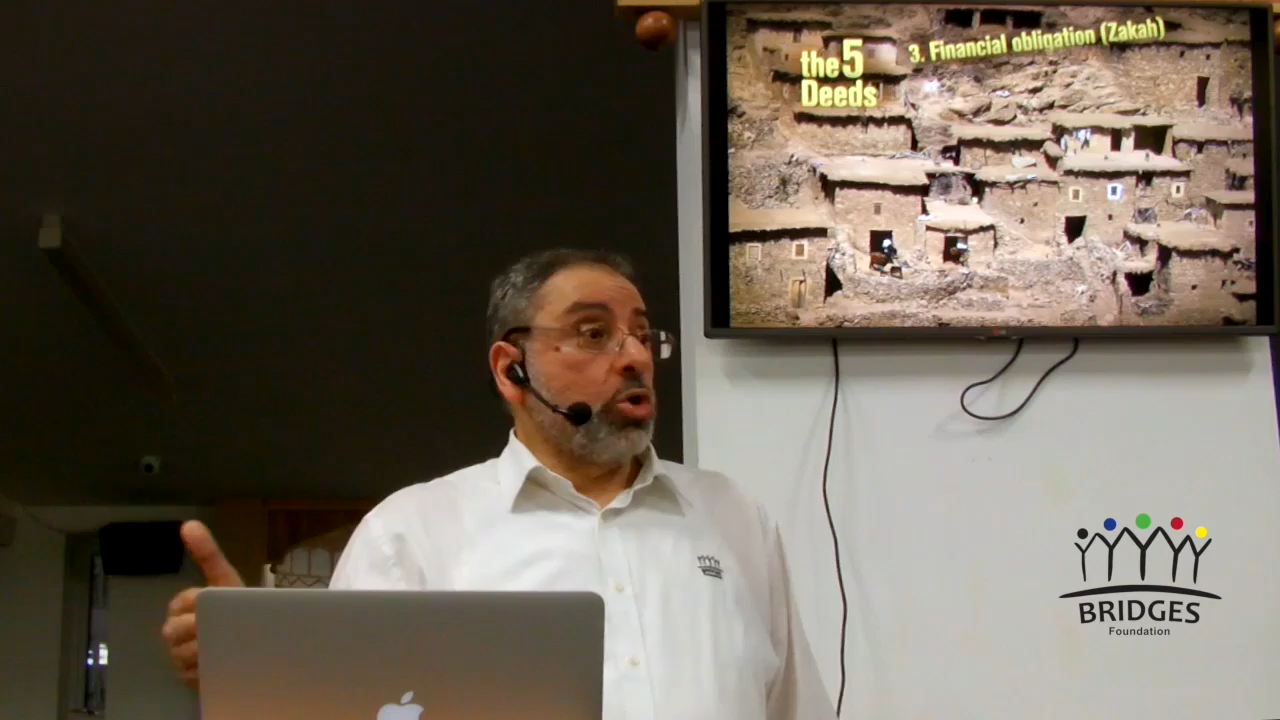 the 5
Deeds
3. Financial obligation (Zakah)
BRIDGES
Foundation